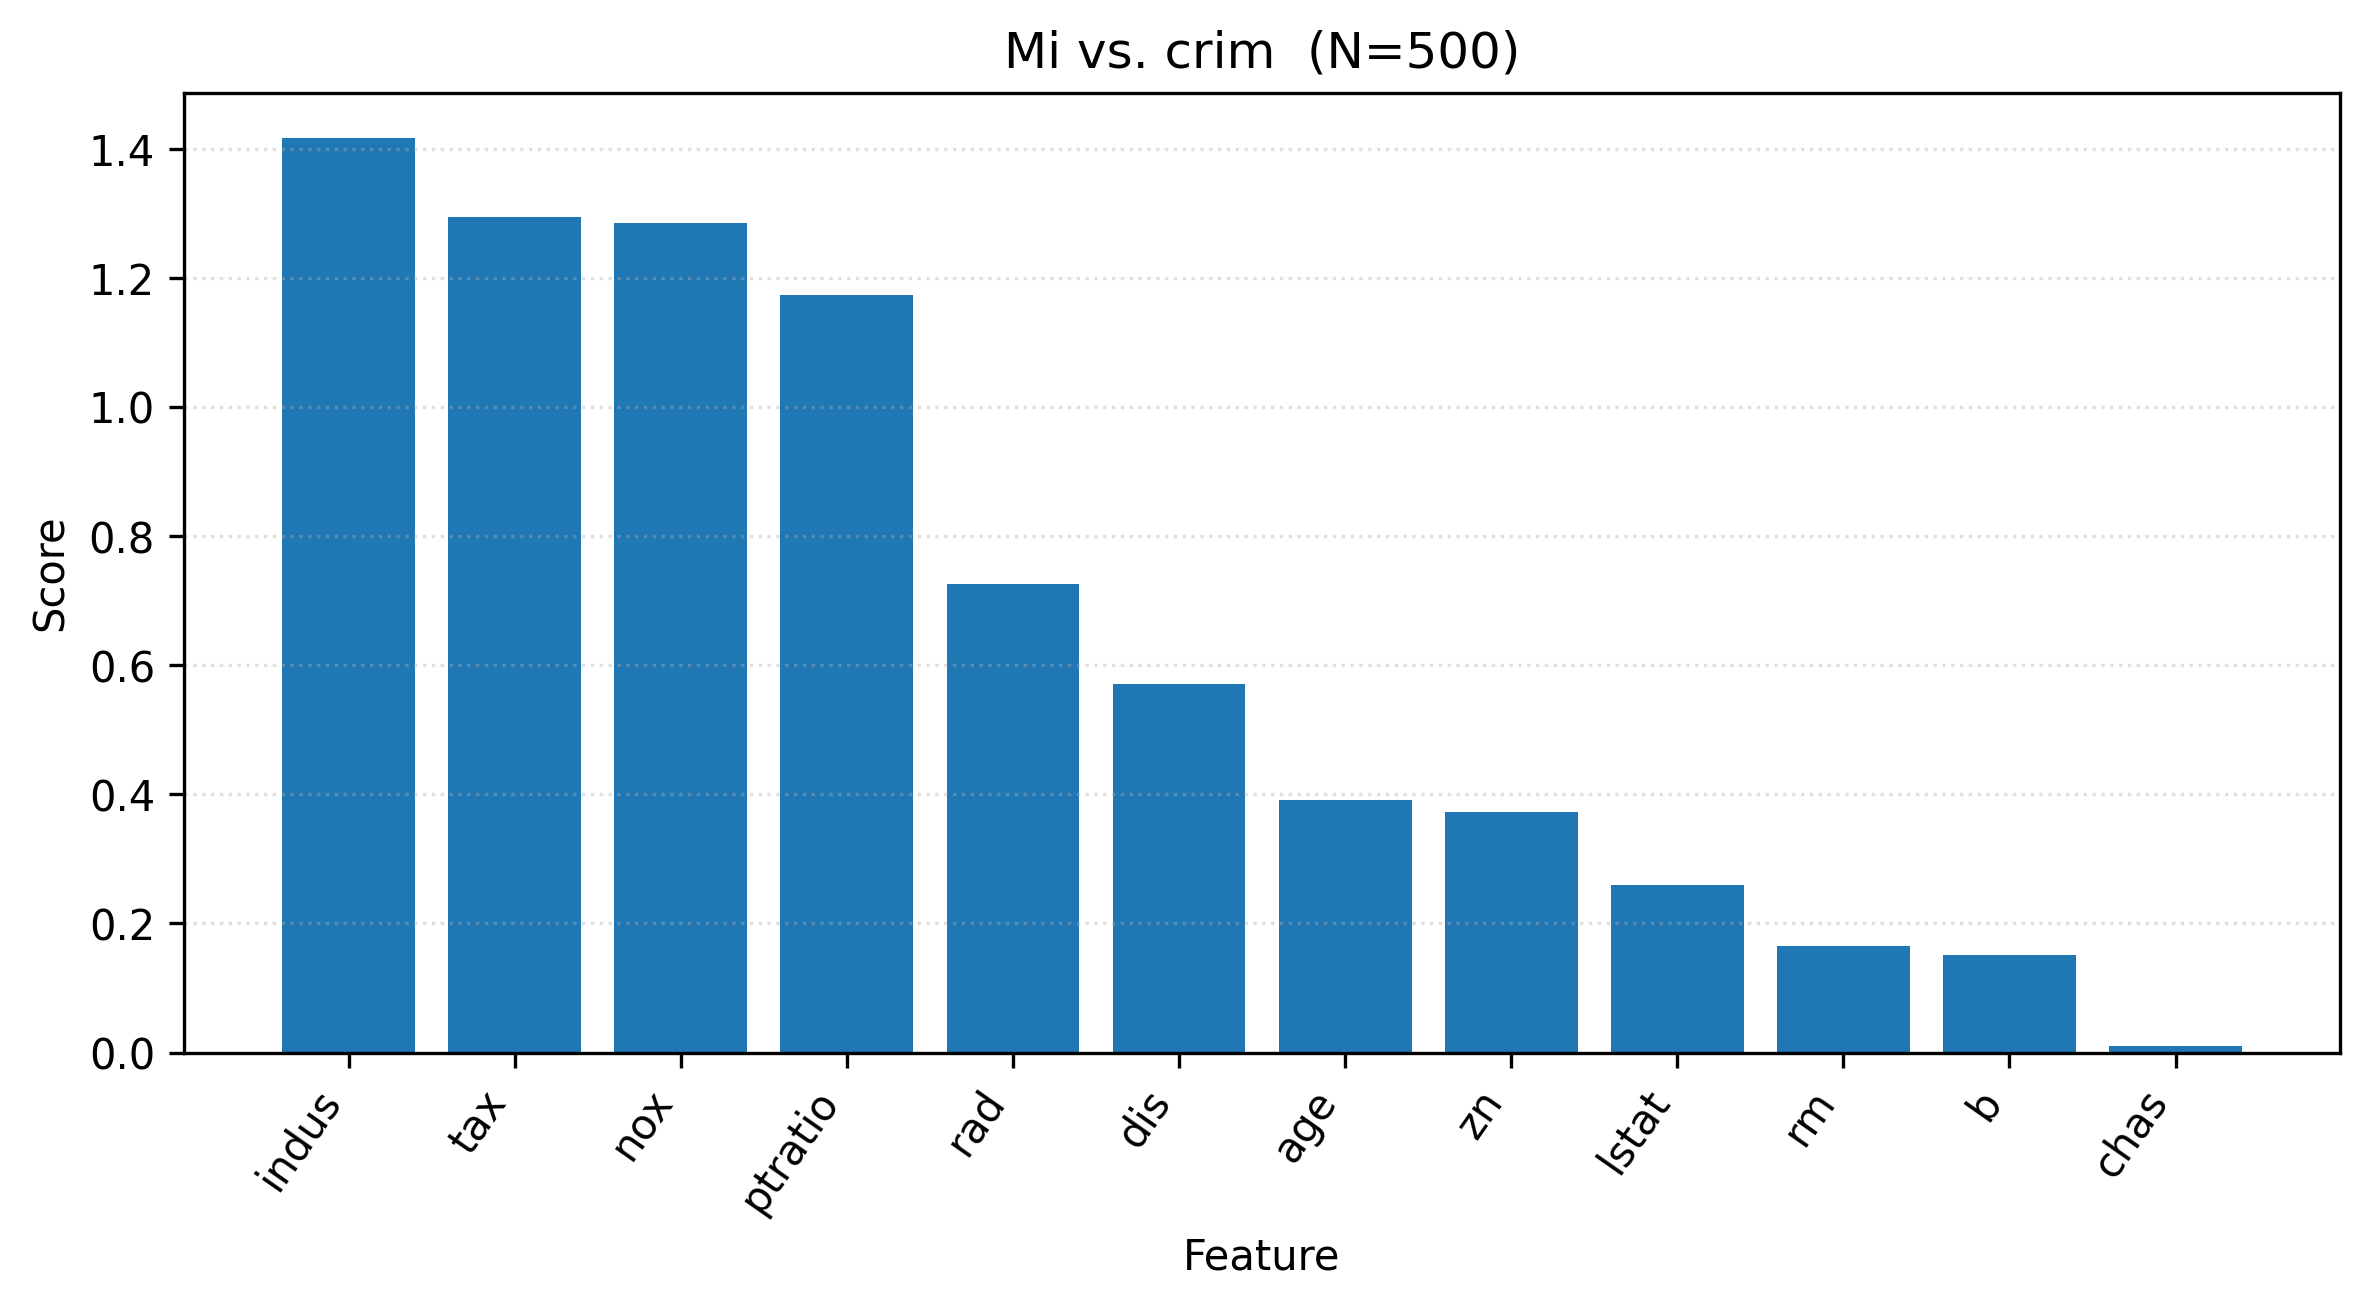 Mi vs. crim  (N=500)
Score
1.4
1.2
1.0
0.8
0.6
0.4
0.2
0.0
indus
tax
nox
ptratio
rad
dis
age
zn
lstat
rm
b
chas
Feature